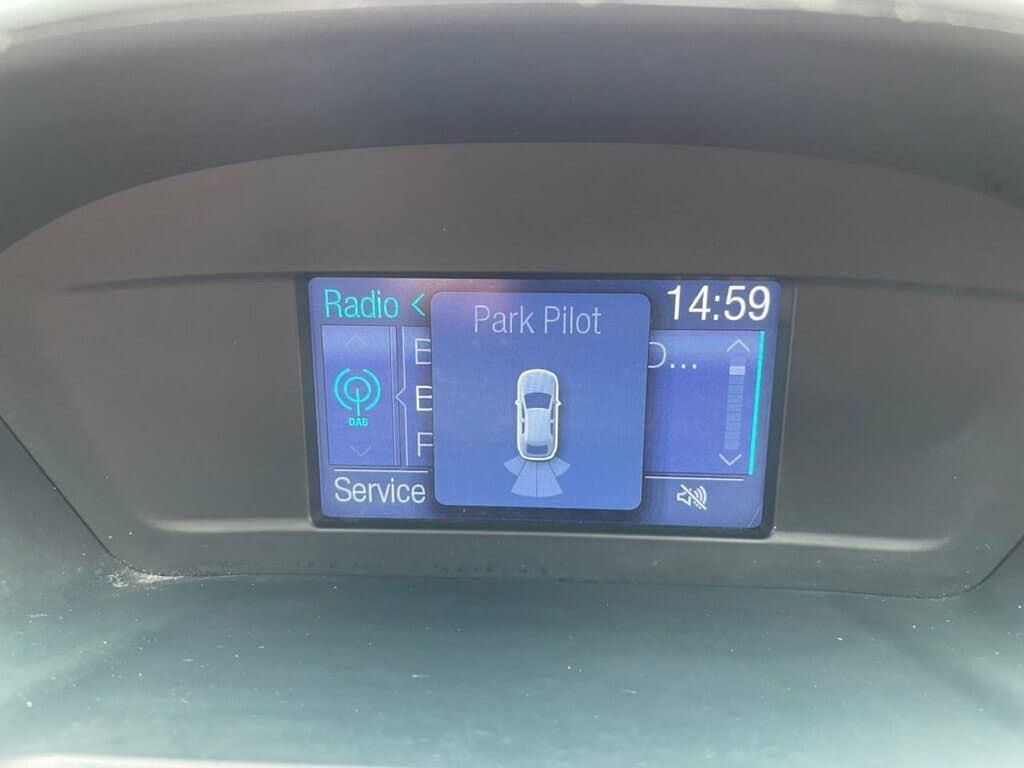 Radio <
14:59
Park Pilot
D...
DAB
Service